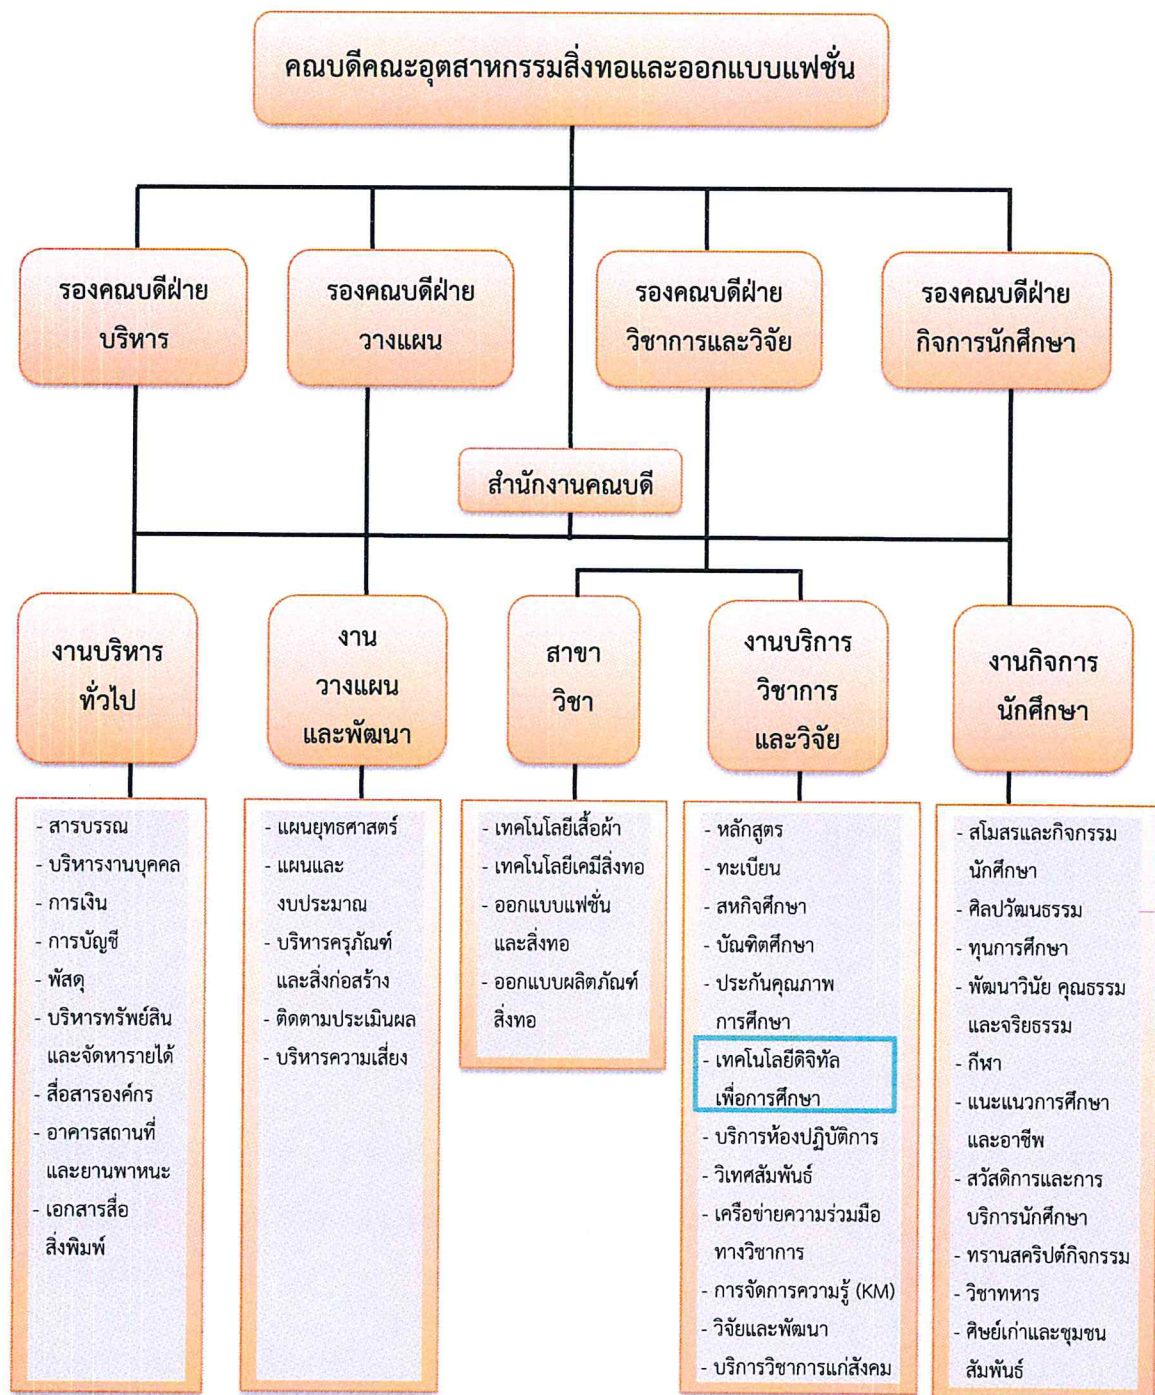 คณบดีคณะอุตสาหกรรมสิ่งทอและออกแบบแฟชั่น
รองคณบดีฝ่าย
บริหาร
รองคณบดีฝ่าย
วางแผน
รองคณบดีฝ่าย
วิชาการและวิจัย
รองคณบดีฝ่าย
กิจการนักศึกษา
สำนักงานคณบดี
งานบริหาร
ทั่วไป
งาน
วางแผน
และพัฒนา
สาขา
วิชา
งานบริการ
วิชาการ
และวิจัย
งานกิจการ
นักศึกษา
- สารบรรณ
- บริหารงานบุคคล
- การเงิน
- การบัญชี
- พัสดุ
- บริหารทรัพย์สิน
และจัดหารายได้
- สื่อสารองค์กร
- อาคารสถานที่
และยานพาหนะ
- เอกสารสื่อ
สิ่งพิมพ์
- แผนยุทธศาสตร์
- แผนและ
งบประมาณ
- บริหารครุภัณฑ์
และสิ่งก่อสร้าง
- ติดตามประเมินผล
- บริหารความเสี่ยง
- เทคโนโลยีเสื้อผ้า
- เทคโนโลยีเคมีสิ่งทอ
- ออกแบบแฟชั่น
และสิ่งทอ
- ออกแบบผลิตภัณฑ์
สิ่งทอ
- หลักสูตร
- ทะเบียน
- สหกิจศึกษา
- บัณฑิตศึกษา
- ประกันคุณภาพ
การศึกษา
- เทคโนโลยีดิจิทัล
เพื่อการศึกษา
- บริการห้องปฏิบัติการ
- วิเทศสัมพันธ์
- เครือข่ายความร่วมมือ
ทางวิชาการ
- การจัดการความรู้ (KM)
- วิจัยและพัฒนา
- บริการวิชาการแก่สังคม
- สโมสรและกิจกรรม
นักศึกษา
- ศิลปวัฒนธรรม
- ทุนการศึกษา
- พัฒนาวินัย คุณธรรม
และจริยธรรม
- กีฬา
- แนะแนวการศึกษา
และอาชีพ
- สวัสดิการและการ
บริการนักศึกษา
- ทรานสคริปต์กิจกรรม
- วิชาทหาร
- ศิษย์เก่าและชุมชน
สัมพันธ์